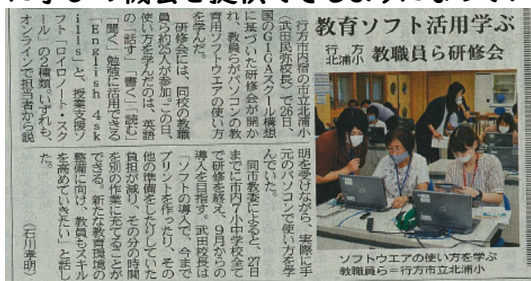 教育ソフト活用学ぶ
行方 北浦小 教職員ら研修会
行方市内宿の市立北浦小
（武田民弥校長）で26日、
国のＧＩＧＡスクール構想
に基づいた研修会が開か
れ、教職員らがパソコンの教
育用ソフトウエアの使い方
を学んだ。
研修会には、同校の教職
員ら約25人が参加。この日、
使い方を学んだのは、英語
の「話す」「書く」「読む」
「聞く」勉強に活用できる
「English 4sk
ills」と、授業支援ソ
フト「ロイロノート・スク
ール」の2種類。いずれも、
オンラインで担当者から説
明を受けながら、実際に手
元のパソコンで使い方を学
んでいた。
同市教委によると、27日
までに市内の小中学校全て
で研修を終え、9月からの
導入を目指す。武田校長は
「ソフトの導入で、今まで
プリントを作ったり、その
他の準備をしたりしていた
負担が減り、その分の時間
を別の作業に充てることが
できる。新たな教育環境の
整備に向け、教員もスキル
を高めていきたい」と話し
た。
（石川孝明）
ソフトウエアの使い方を学ぶ
教職員ら＝行方市立北浦小